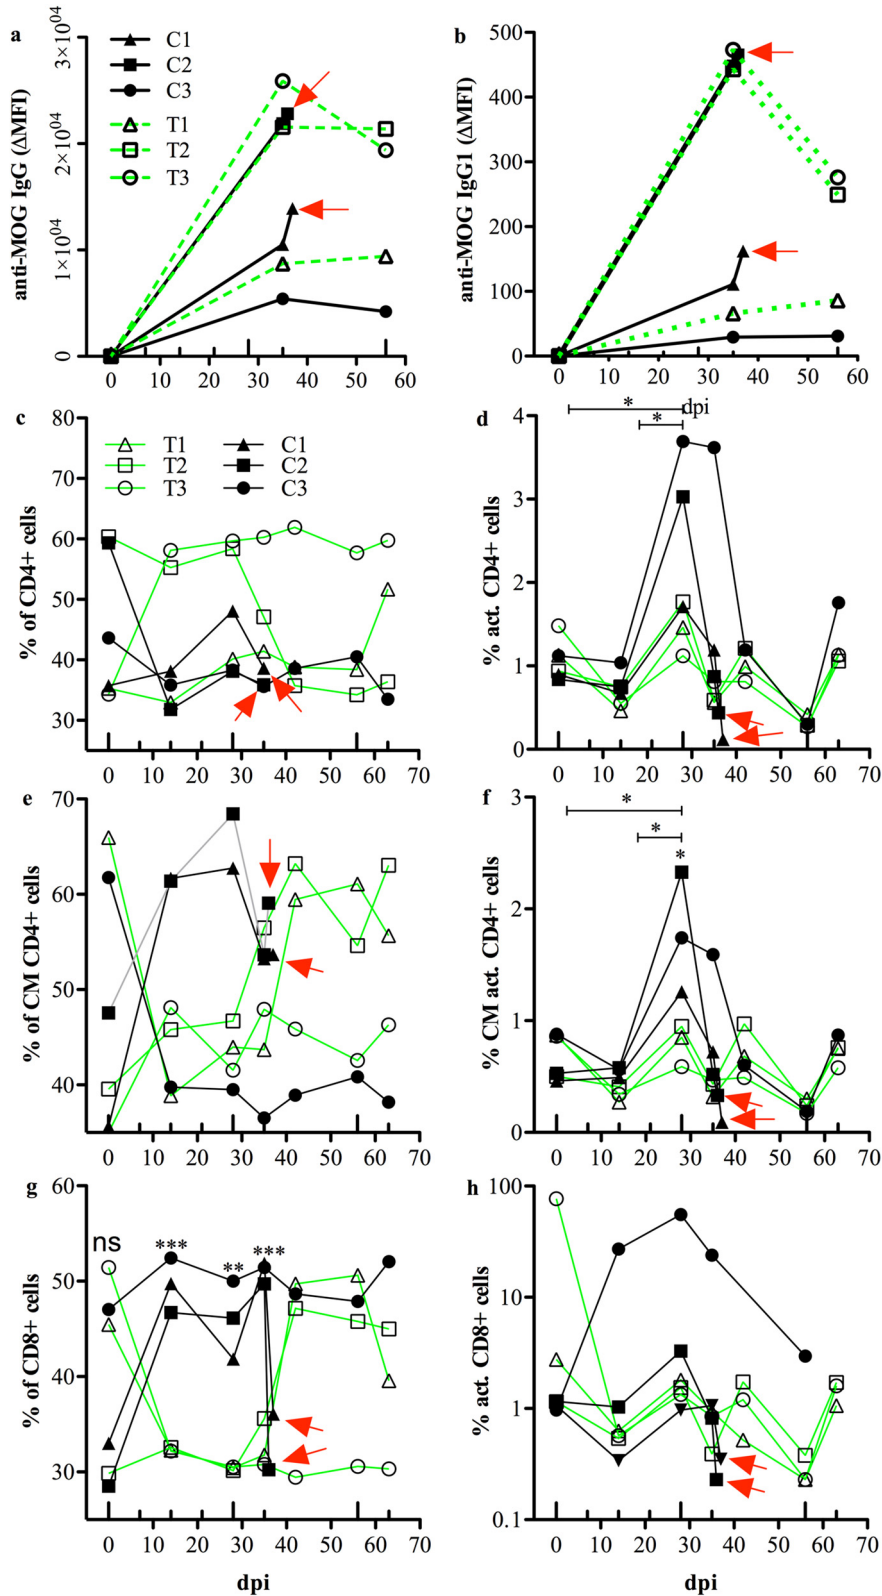 a
C1
C2
C3
T1
T2
T3
anti-MOG IgG (ΔMFI)
3×10⁰⁴
2×10⁰⁴
1×10⁰⁴
0
0 10 20 30 40 50 60
b
anti-MOG IgG1 (ΔMFI)
500
400
300
200
100
0
0 10 20 30 40 50 60
dpi
c
T1 C1
T2 C2
T3 C3
% of CD4+ cells
80
70
60
50
40
30
0 10 20 30 40 50 60 70
d
*
*
% act. CD4+ cells
4
3
2
1
0
0 10 20 30 40 50 60 70
e
% of CM CD4+ cells
70
60
50
40
0 10 20 30 40 50 60 70
f
*
*
*
% CM act. CD4+ cells
3
2
1
0
0 10 20 30 40 50 60 70
g
ns
***
**
***
% of CD8+ cells
60
50
40
30
0 10 20 30 40 50 60 70
dpi
h
% act. CD8+ cells
100
10
1
0.1
0 10 20 30 40 50 60 70
dpi